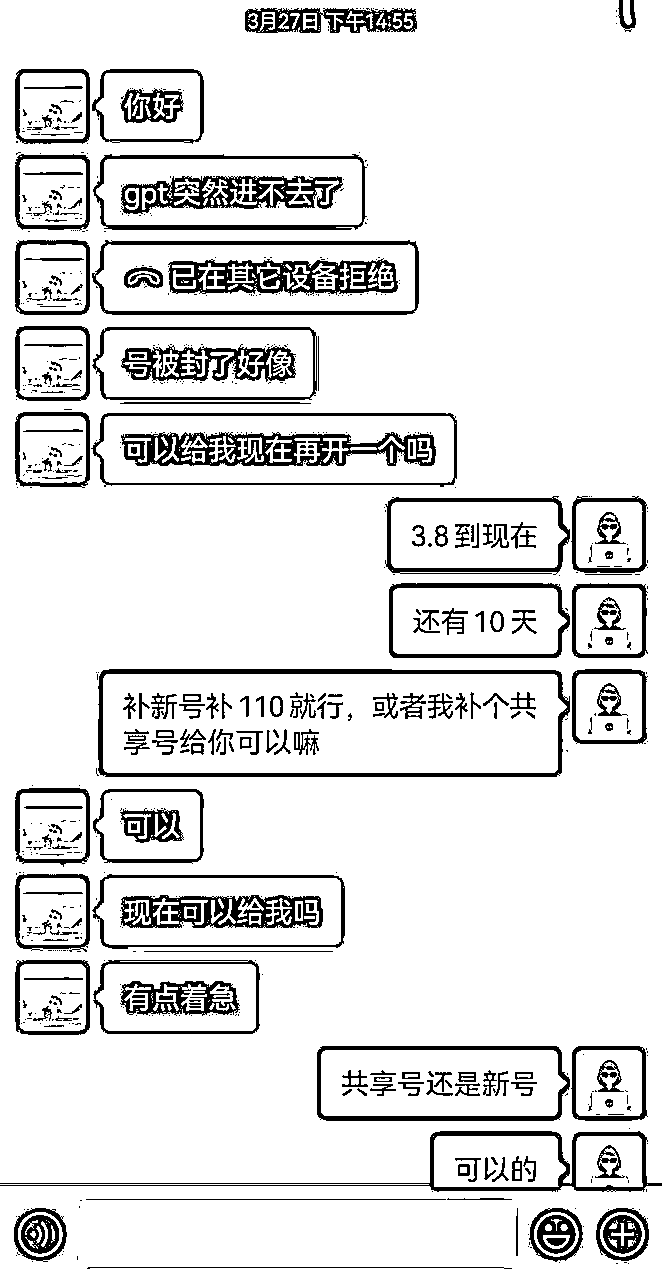 3月27日 下午14:55
你好
gpt突然进不去了
已在其它设备拒绝
号被封了好像
可以给我现在再开一个吗
3.8到现在
还有10天
补新号补110就行，或者我补个共
享号给你可以嘛
可以
现在可以给我吗
有点着急
共享号还是新号
可以的